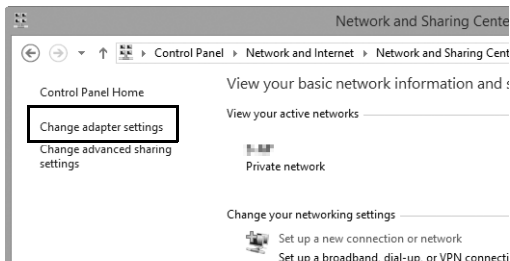 Network and Sharing Cente
Control Panel Network and Internet Network and Sharing Cent
Control Panel Home
Change adapter settings
Change advanced sharing
settings
View your basic network information and s
View your active networks
Private network
Change your networking settings
Set up a new connection or network
Set up a broadband, dial-up, or VPN connecti